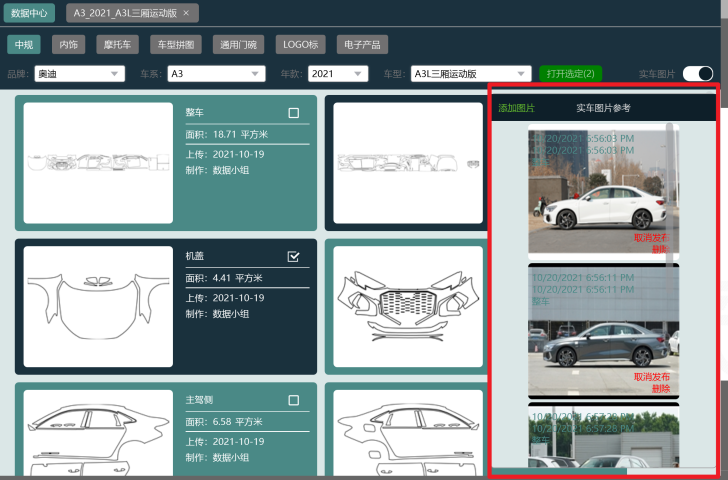 数据中心
A3_2021_A3L三厢运动版 ×
中规
内饰
摩托车
车型拼图
通用门碗
LOGO标
电子产品
品牌: 奥迪
车系: A3
年款: 2021
车型: A3L三厢运动版
打开选定(2)
实车图片
整车
面积: 18.71 平方米
上传: 2021-10-19
制作: 数据小组
机盖
面积: 4.41 平方米
上传: 2021-10-19
制作: 数据小组
主驾侧
面积: 6.58 平方米
上传: 2021-10-19
制作: 数据小组
添加图片
实车图片参考
10/20/2021 6:56:03 PM
10/20/2021 6:56:03 PM
取消发布
删除
10/20/2021 6:56:11 PM
10/20/2021 6:56:11 PM
整车
取消发布
删除
10/20/2021 6:57:28 PM
10/20/2021 6:57:28 PM
整车